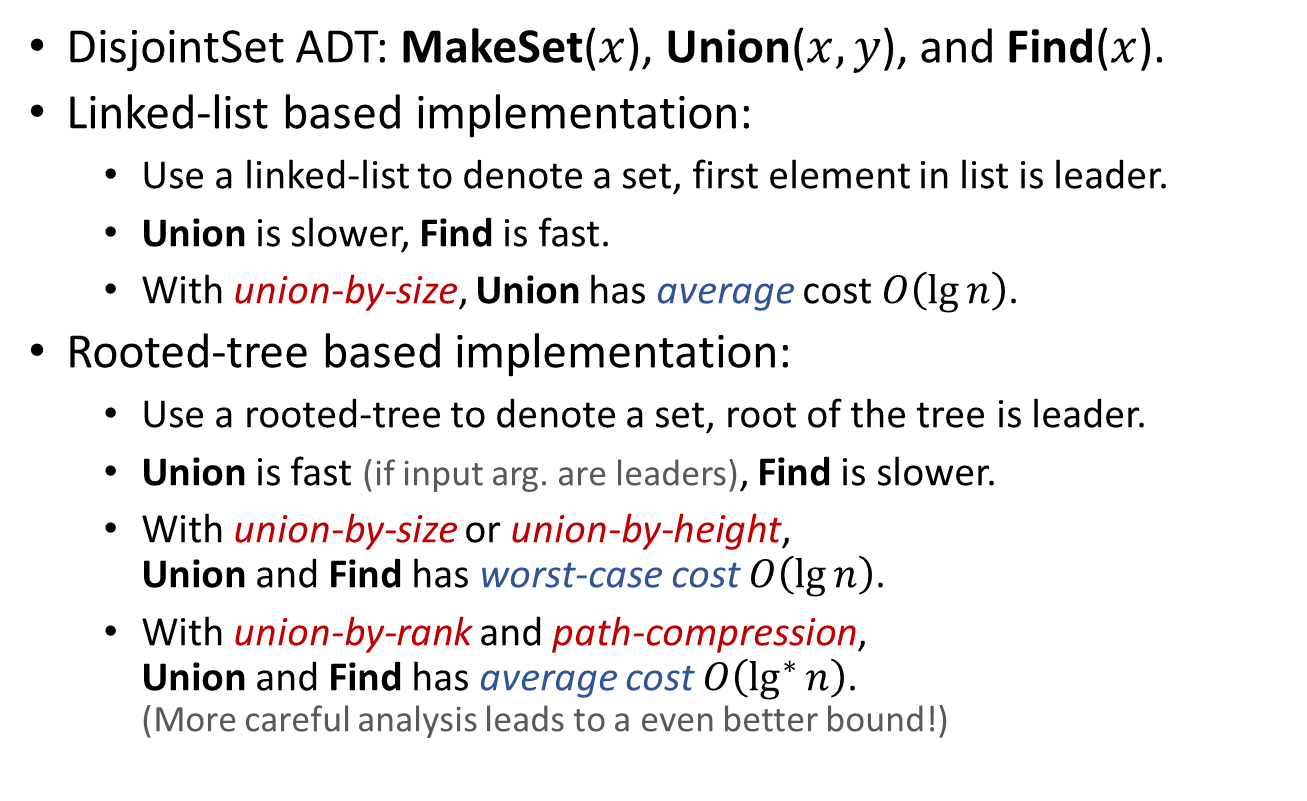 • DisjointSet ADT: MakeSet(x), Union(x, y), and Find(x).
• Linked-list based implementation:
• Use a linked-list to denote a set, first element in list is leader.
• Union is slower, Find is fast.
• With union-by-size, Union has average cost O(lg n).
• Rooted-tree based implementation:
• Use a rooted-tree to denote a set, root of the tree is leader.
• Union is fast (if input arg. are leaders), Find is slower.
• With union-by-size or union-by-height,
Union and Find has worst-case cost O(lg n).
• With union-by-rank and path-compression,
Union and Find has average cost O(lg* n).
(More careful analysis leads to a even better bound!)